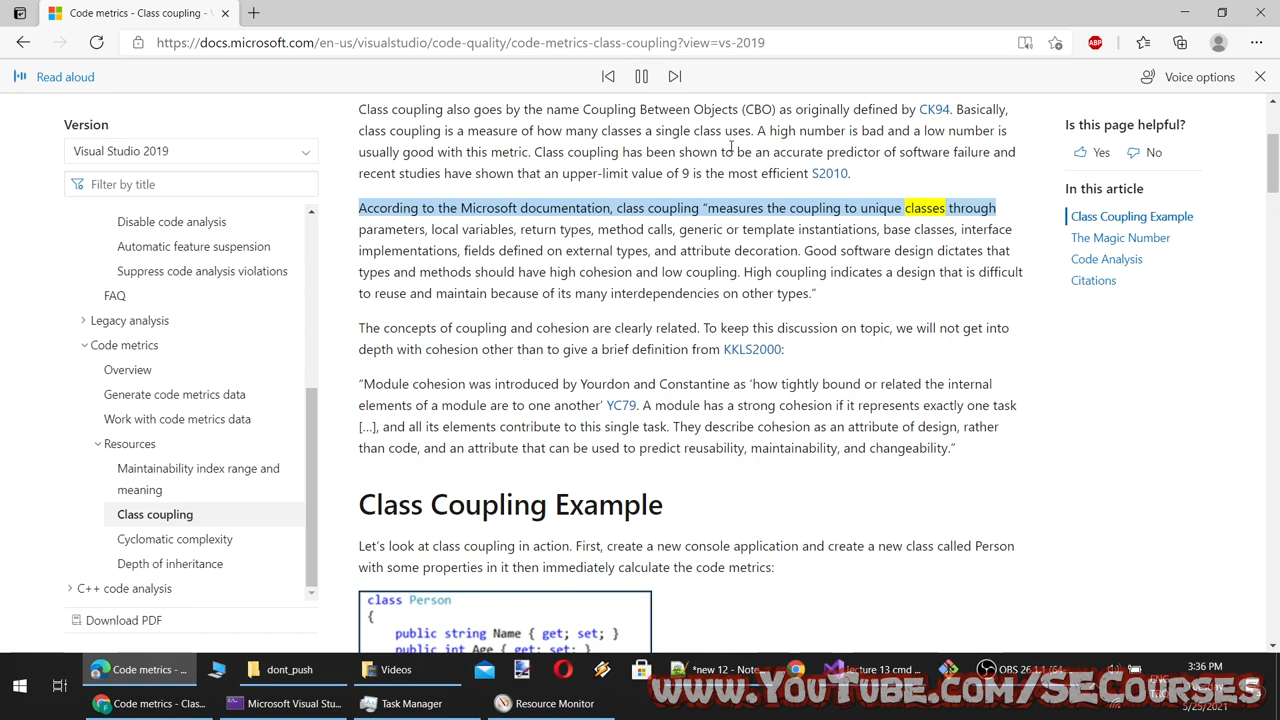 Code metrics - Class coupling - V
https://docs.microsoft.com/en-us/visualstudio/code-quality/code-metrics-class-coupling?view=vs-2019
ABP
Read aloud
Voice options
Version
Visual Studio 2019
Filter by title
Disable code analysis
Automatic feature suspension
Suppress code analysis violations
FAQ
Legacy analysis
Code metrics
Overview
Generate code metrics data
Work with code metrics data
Resources
Maintainability index range and
meaning
Class coupling
Cyclomatic complexity
Depth of inheritance
C++ code analysis
Download PDF
Class coupling also goes by the name Coupling Between Objects (CBO) as originally defined by CK94. Basically,
class coupling is a measure of how many classes a single class uses. A high number is bad and a low number is
usually good with this metric. Class coupling has been shown to be an accurate predictor of software failure and
recent studies have shown that an upper-limit value of 9 is the most efficient S2010.
According to the Microsoft documentation, class coupling “measures the coupling to unique classes through
parameters, local variables, return types, method calls, generic or template instantiations, base classes, interface
implementations, fields defined on external types, and attribute decoration. Good software design dictates that
types and methods should have high cohesion and low coupling. High coupling indicates a design that is difficult
to reuse and maintain because of its many interdependencies on other types.”
The concepts of coupling and cohesion are clearly related. To keep this discussion on topic, we will not get into
depth with cohesion other than to give a brief definition from KKLS2000:
“Module cohesion was introduced by Yourdon and Constantine as ‘how tightly bound or related the internal
elements of a module are to one another’ YC79. A module has a strong cohesion if it represents exactly one task
[…], and all its elements contribute to this single task. They describe cohesion as an attribute of design, rather
than code, and an attribute that can be used to predict reusability, maintainability, and changeability.”
Class Coupling Example
Let’s look at class coupling in action. First, create a new console application and create a new class called Person
with some properties in it then immediately calculate the code metrics:
class Person
{
public string Name { get; set; }
public int Age { get; set; }
Is this page helpful?
Yes
No
In this article
Class Coupling Example
The Magic Number
Code Analysis
Citations
Code metrics - ...
dont_push
Videos
*new 12 - Note...
lecture 13 cmd ...
OBS 26.1.1 (64 ...
3:36 PM
Code metrics - Clas...
Microsoft Visual Stu...
Task Manager
Resource Monitor
5/25/2021
www.YouTube.com/SECourses